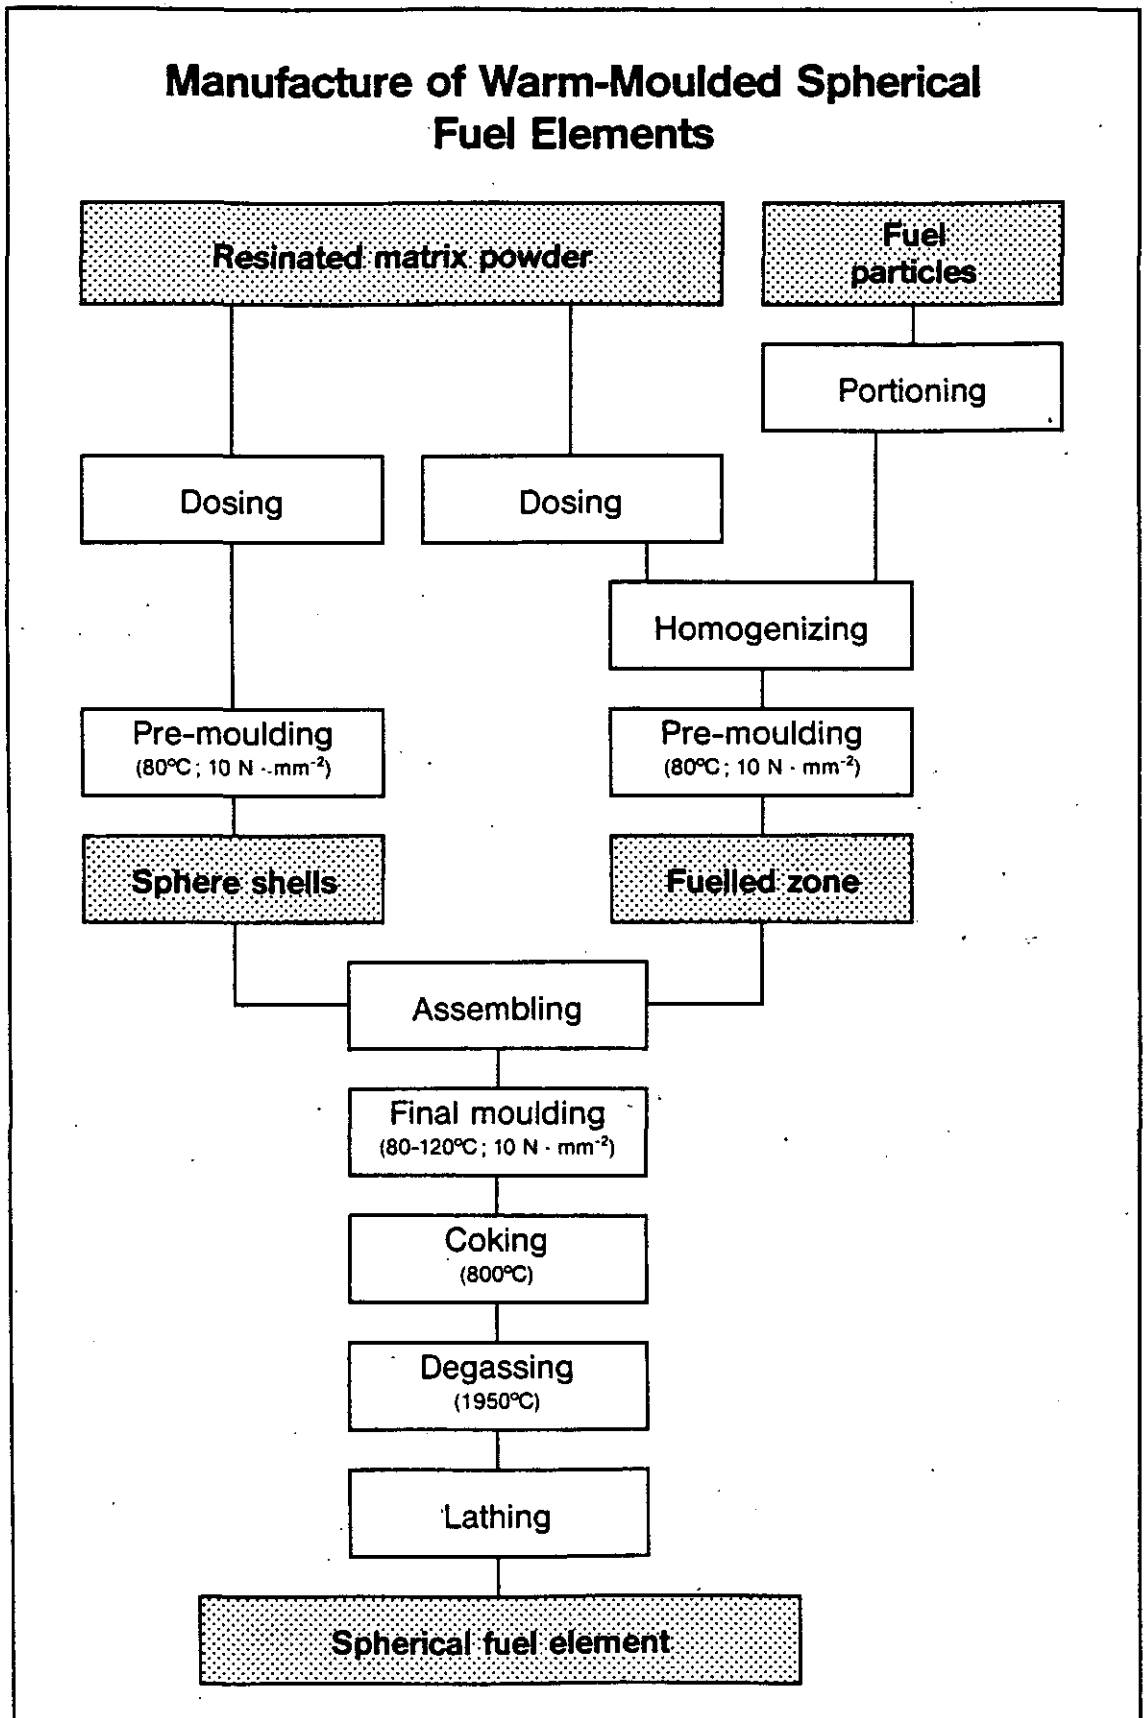 Manufacture of Warm-Moulded Spherical
Fuel Elements
Resinated matrix powder
Fuel
particles
Portioning
Dosing
Dosing
Homogenizing
Pre-moulding
(80°C; 10 N · mm⁻²)
Pre-moulding
(80°C; 10 N · mm⁻²)
Sphere shells
Fuelled zone
Assembling
Final moulding
(80-120°C; 10 N · mm⁻²)
Coking
(800°C)
Degassing
(1950°C)
Lathing
Spherical fuel element